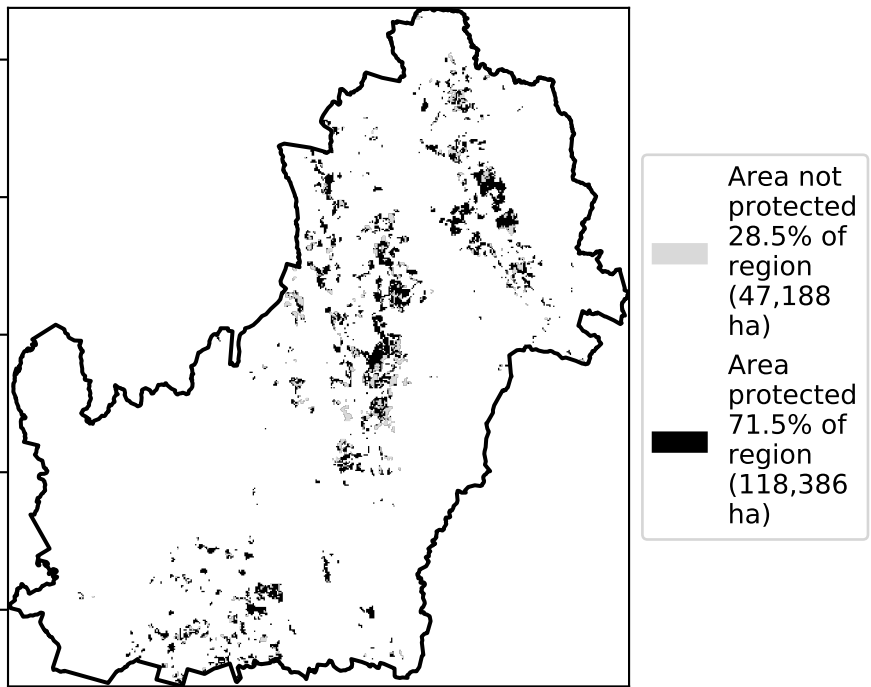 Area not
protected
28.5% of
region
(47,188
ha)
Area
protected
71.5% of
region
(118,386
ha)